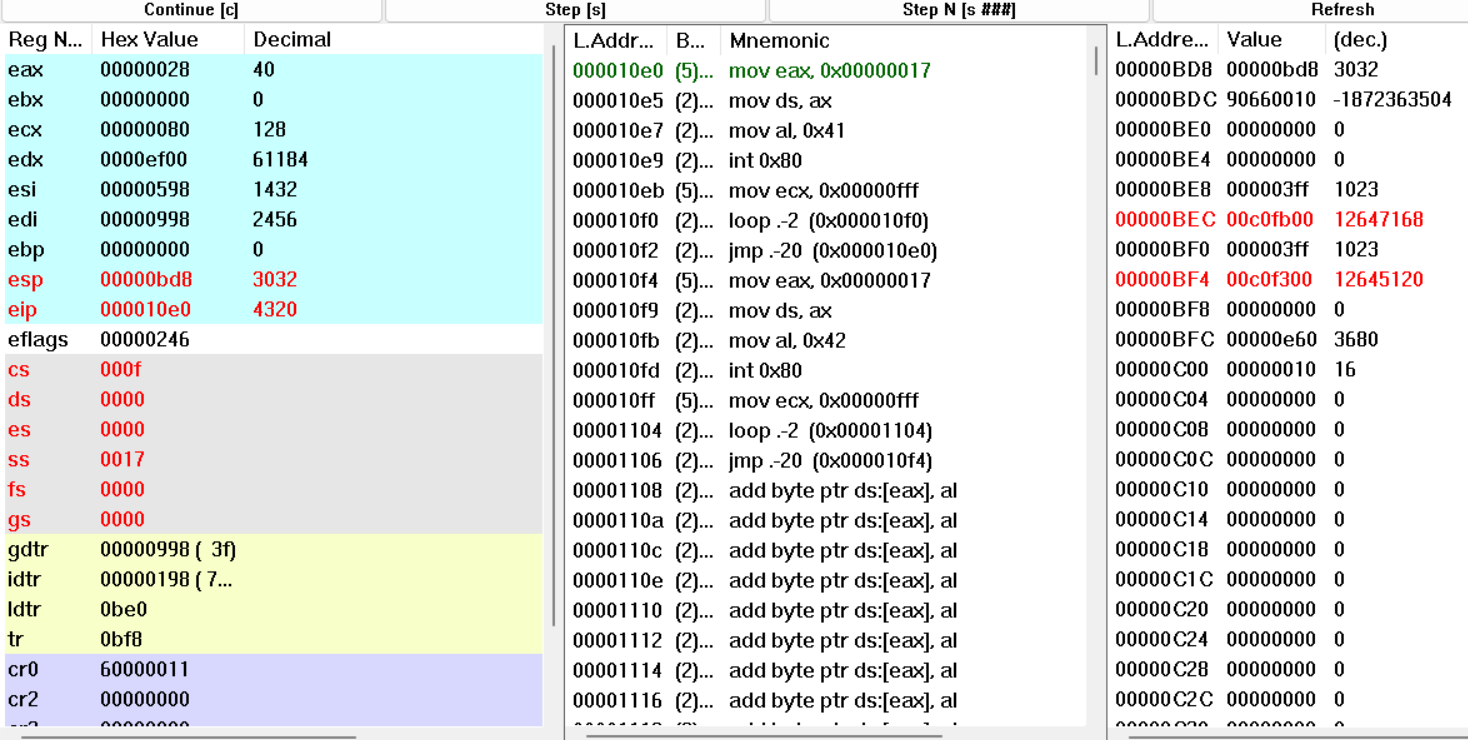 Continue [c] Step [s] Step N [s ###] Refresh
Reg N... Hex Value Decimal
eax 00000028 40
ebx 00000000 0
ecx 00000080 128
edx 0000ef00 61184
esi 00000598 1432
edi 00000998 2456
ebp 00000000 0
esp 00000bd8 3032
eip 000010e0 4320
eflags 00000246
cs 000f
ds 0000
es 0000
ss 0017
fs 0000
gs 0000
gdtr 00000998 ( 3f)
idtr 00000198 ( 7...
ldtr 0be0
tr 0bf8
cr0 60000011
cr2 00000000
L.Addr... B... Mnemonic
000010e0 (5)... mov eax, 0x00000017
000010e5 (2)... mov ds, ax
000010e7 (2)... mov al, 0x41
000010e9 (2)... int 0x80
000010eb (5)... mov ecx, 0x00000fff
000010f0 (2)... loop .-2 (0x000010f0)
000010f2 (2)... jmp .-20 (0x000010e0)
000010f4 (5)... mov eax, 0x00000017
000010f9 (2)... mov ds, ax
000010fb (2)... mov al, 0x42
000010fd (2)... int 0x80
000010ff (5)... mov ecx, 0x00000fff
00001104 (2)... loop .-2 (0x00001104)
00001106 (2)... jmp .-20 (0x000010f4)
00001108 (2)... add byte ptr ds:[eax], al
0000110a (2)... add byte ptr ds:[eax], al
0000110c (2)... add byte ptr ds:[eax], al
0000110e (2)... add byte ptr ds:[eax], al
00001110 (2)... add byte ptr ds:[eax], al
00001112 (2)... add byte ptr ds:[eax], al
00001114 (2)... add byte ptr ds:[eax], al
00001116 (2)... add byte ptr ds:[eax], al
L.Addre... Value (dec.)
00000BD8 00000bd8 3032
00000BDC 90660010 -1872363504
00000BE0 00000000 0
00000BE4 00000000 0
00000BE8 000003ff 1023
00000BEC 00c0fb00 12647168
00000BF0 000003ff 1023
00000BF4 00c0f300 12645120
00000BF8 00000000 0
00000BFC 00000e60 3680
00000C00 00000010 16
00000C04 00000000 0
00000C08 00000000 0
00000C0C 00000000 0
00000C10 00000000 0
00000C14 00000000 0
00000C18 00000000 0
00000C1C 00000000 0
00000C20 00000000 0
00000C24 00000000 0
00000C28 00000000 0
00000C2C 00000000 0